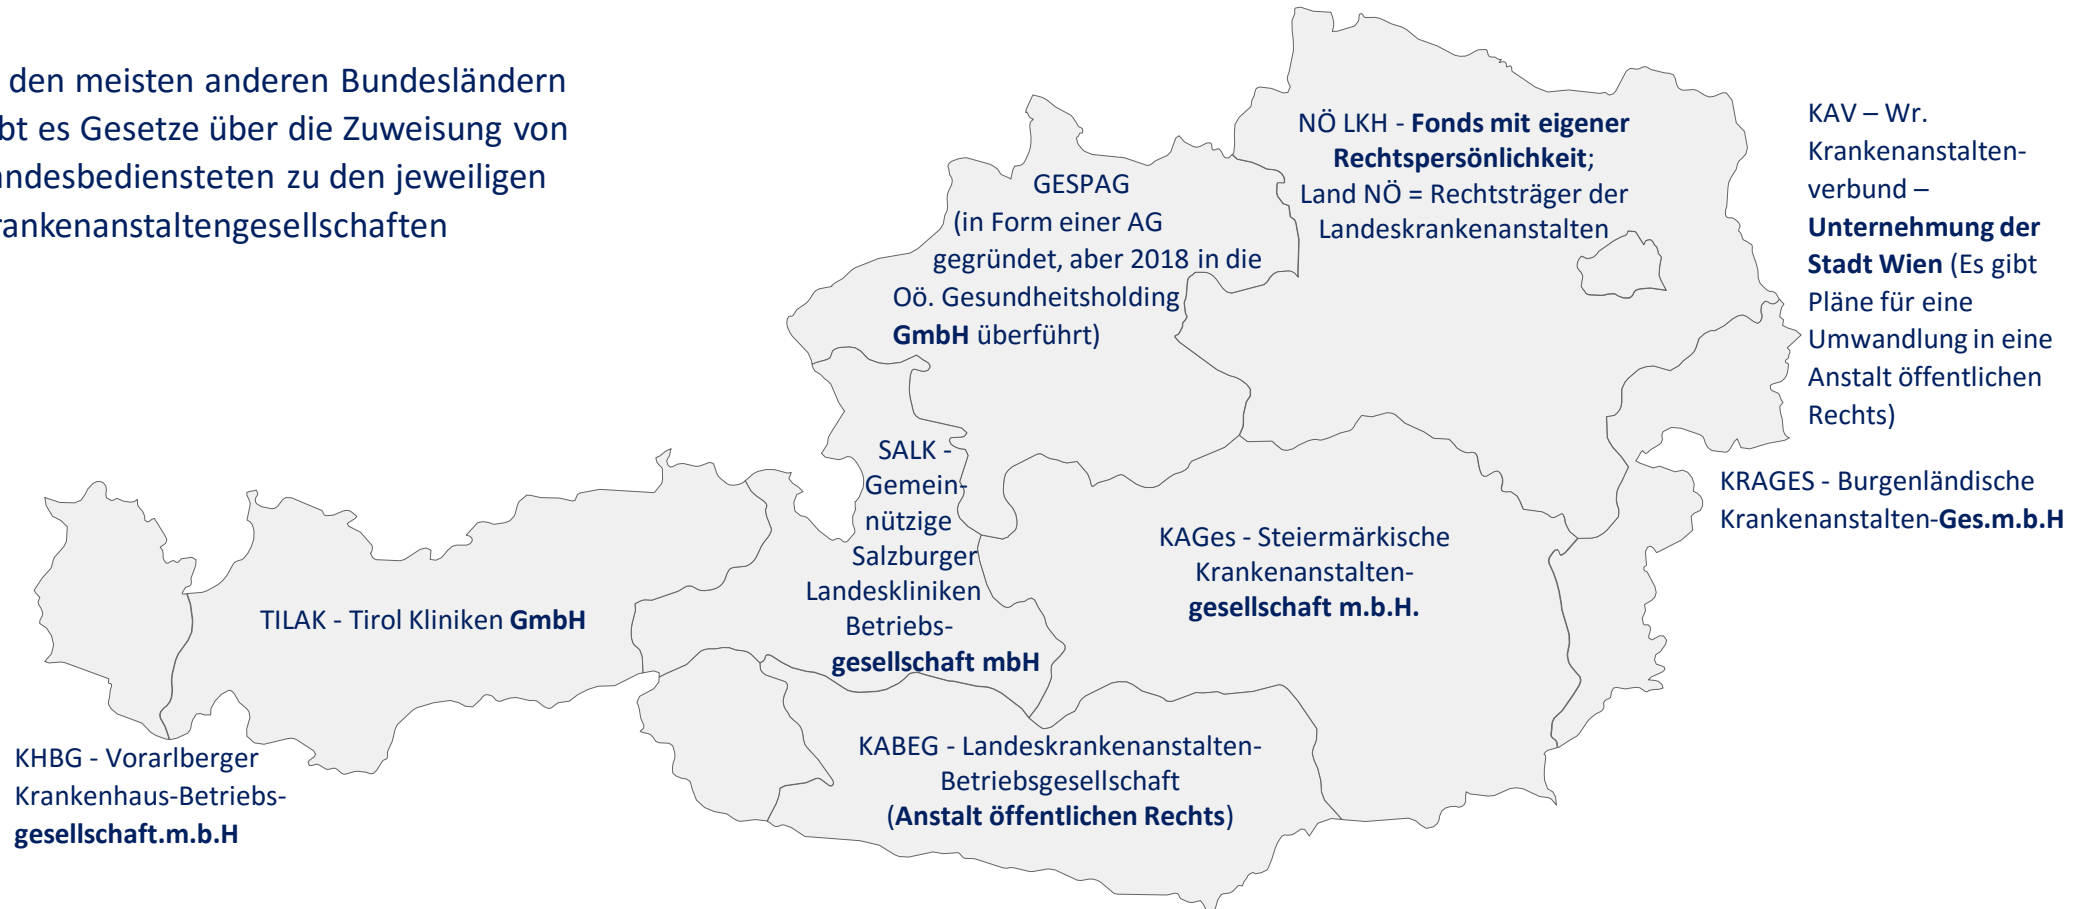 den meisten anderen Bundesländern
bt es Gesetze über die Zuweisung von
andesbediensteten zu den jeweiligen
rankenanstaltengesellschaften
NÖ LKH - Fonds mit eigener
Rechtspersönlichkeit;
Land NÖ = Rechtsträger der
Landeskrankenanstalten
KAV – Wr.
Krankenanstalten-
verbund –
Unternehmung der
Stadt Wien (Es gibt
Pläne für eine
Umwandlung in eine
Anstalt öffentlichen
Rechts)
GESPAG
(in Form einer AG
gegründet, aber 2018 in die
Oö. Gesundheitsholding
GmbH überführt)
SALK -
Gemein-
nützige
Salzburger
Landeskliniken
Betriebs-
gesellschaft mbH
KRAGES - Burgenländische
Krankenanstalten-Ges.m.b.H
KAGes - Steiermärkische
Krankenanstalten-
gesellschaft m.b.H.
TILAK - Tirol Kliniken GmbH
KHBG - Vorarlberger
Krankenhaus-Betriebs-
gesellschaft.m.b.H
KABEG - Landeskrankenanstalten-
Betriebsgesellschaft
(Anstalt öffentlichen Rechts)